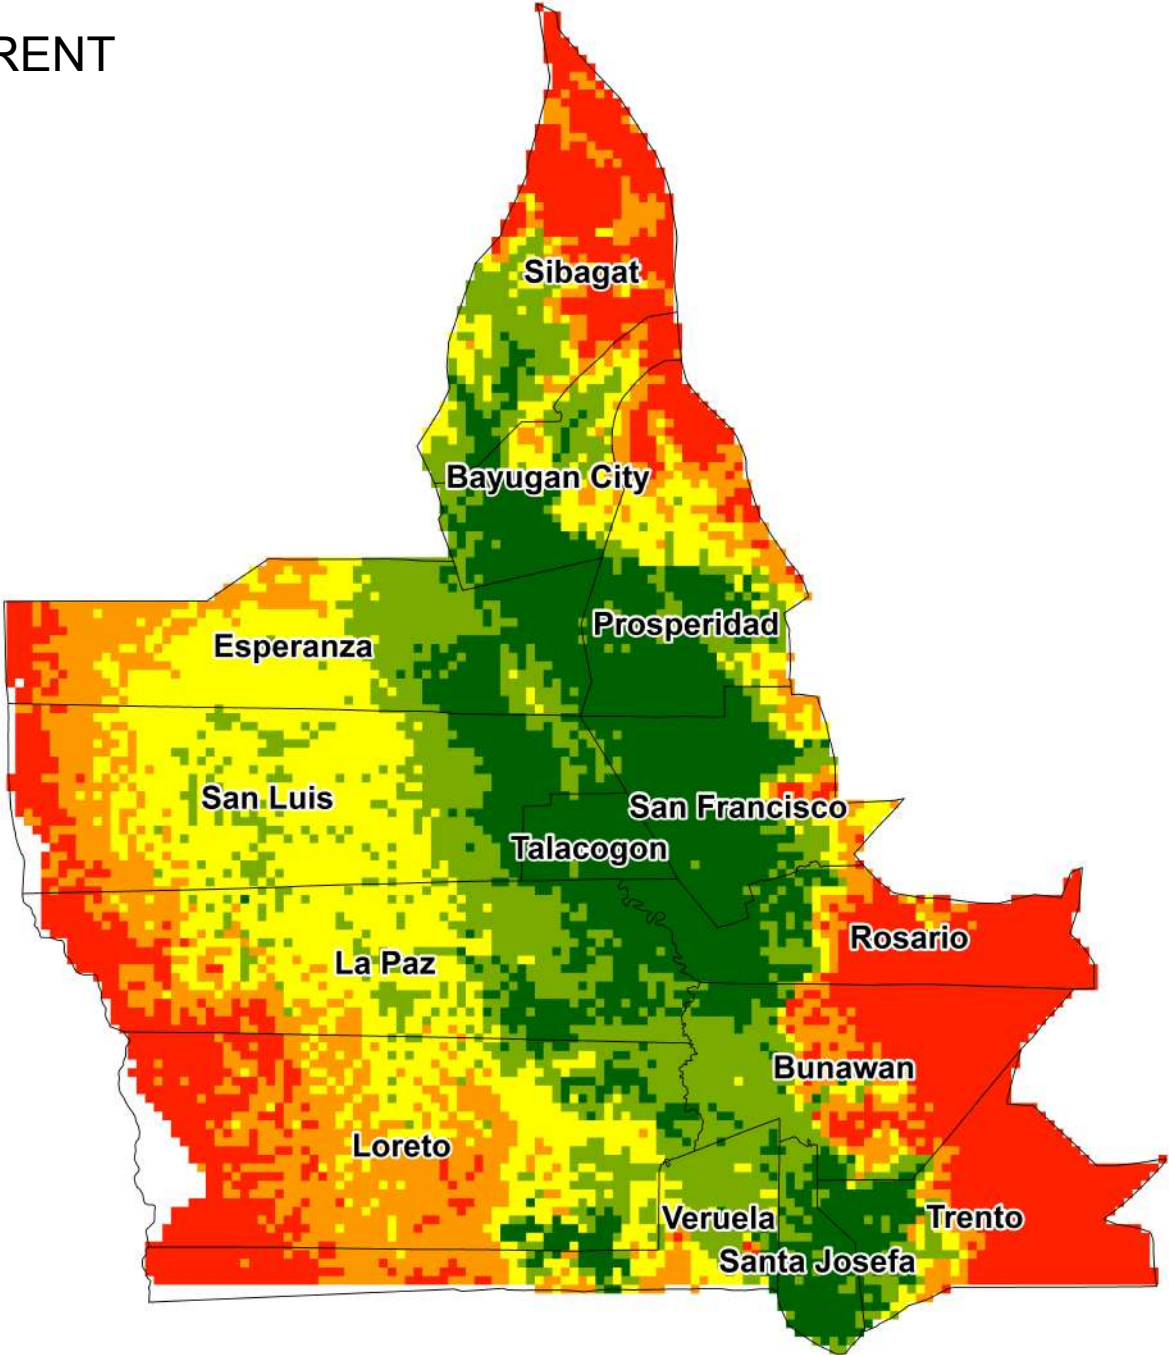 RENT
Sibagat
Bayugan City
Prosperidad
Esperanza
San Luis
San Francisco
Talacogon
Rosario
La Paz
Bunawan
Loreto
Veruela
Trento
Santa Josefa